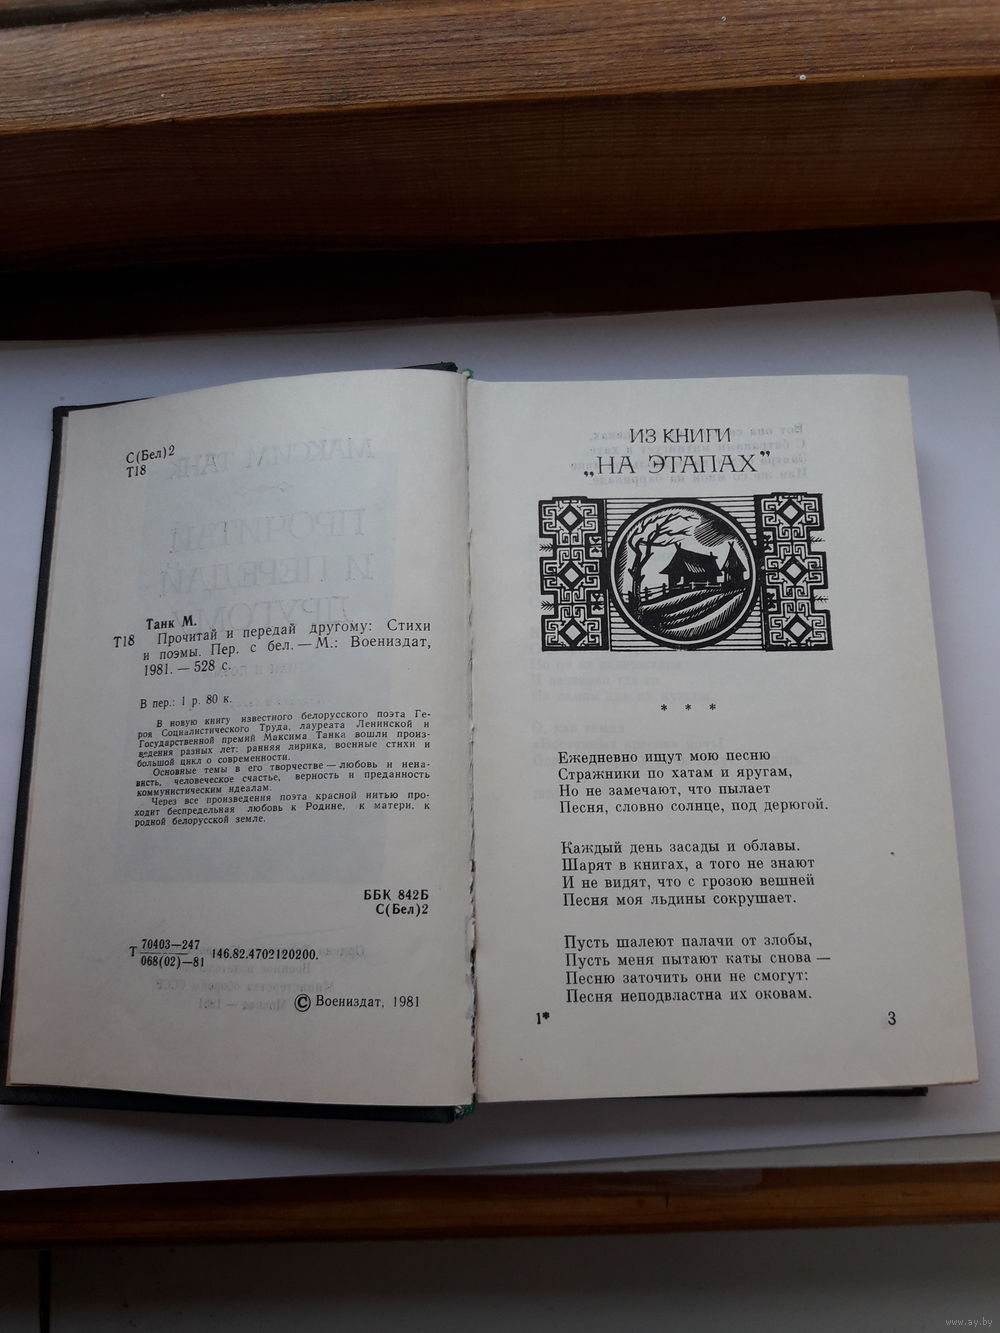 С(Бел)2
Т18
Танк М.
Т18 Прочитай и передай другому: Стихи
и поэмы. Пер. с бел. — М.: Воениздат,
1981. — 528 с.
В пер.: 1 р. 80 к.
В новую книгу известного белорусского поэта Ге-
роя Социалистического Труда, лауреата Ленинской и
Государственной премий Максима Танка вошли произ-
ведения разных лет: ранняя лирика, военные стихи и
большой цикл о современности.
Основные темы в его творчестве — любовь и нена-
висть, человеческое счастье, верность и преданность
коммунистическим идеалам.
Через все произведения поэта красной нитью про-
ходит беспредельная любовь к Родине, к матери, к
родной белорусской земле.
ББК 842Б
С(Бел)2
Т 70403—247
068(02)—81 146.82.4702120200.
© Воениздат, 1981
ИЗ КНИГИ
„НА ЭТАПАХ”
* * *
Ежедневно ищут мою песню
Стражники по хатам и яругам,
Но не замечают, что пылает
Песня, словно солнце, под дерюгой.
Каждый день засады и облавы.
Шарят в книгах, а того не знают
И не видят, что с грозою вешней
Песня моя льдины сокрушает.
Пусть шалеют палачи от злобы,
Пусть меня пытают каты снова —
Песню заточить они не смогут:
Песня неподвластна их оковам.
1*
3
www.ay.by